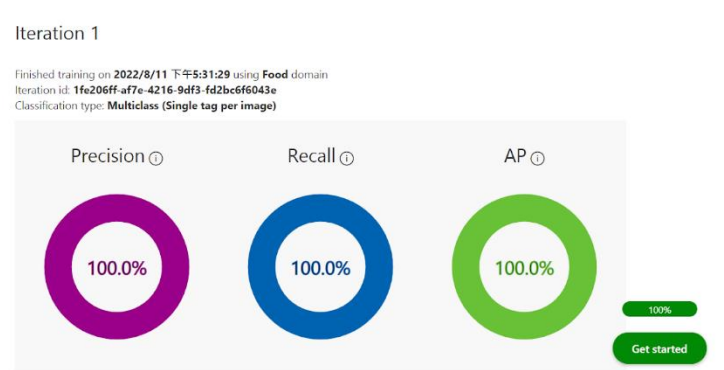 Iteration 1
Finished training on 2022/8/11 下午5:31:29 using Food domain
Iteration id: 1fe206ff-af7e-4216-9df3-fd2bc6f6043e
Classification type: Multiclass (Single tag per image)
Precision
Recall
AP
100.0%
100.0%
100.0%
100%
Get started